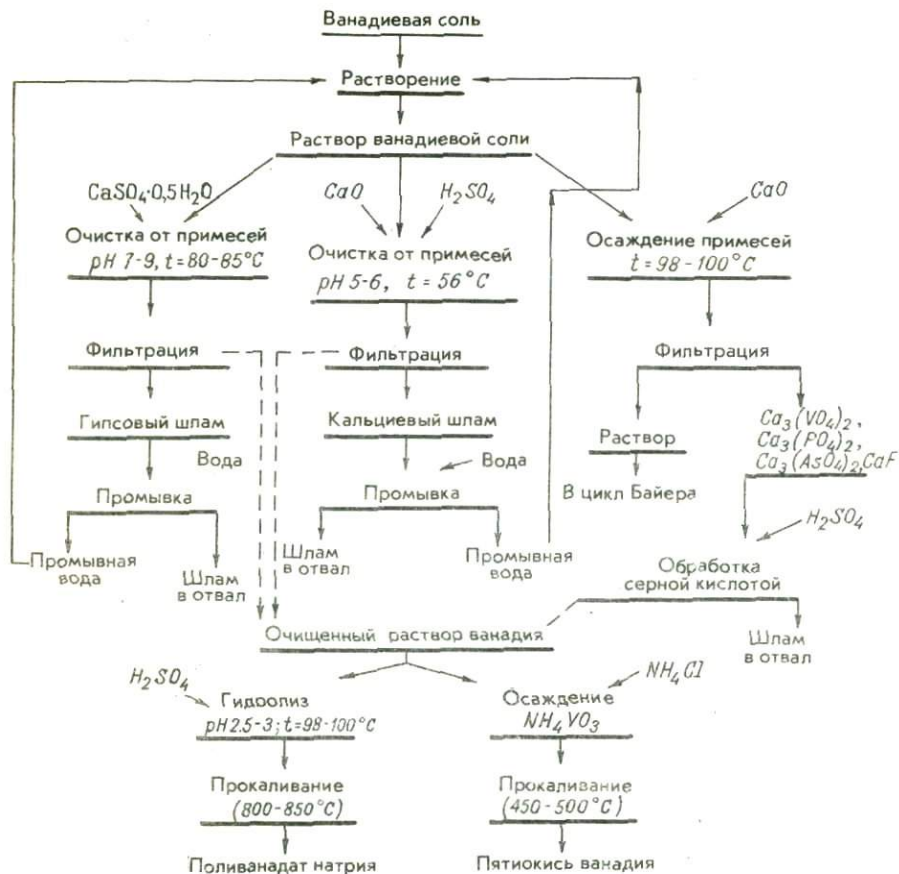 Ванадиевая соль
Растворение
Раствор ванадиевой соли
CaSO4·0,5H2O
CaO
H2SO4
CaO
Очистка от примесей
pH 7-9, t=80-85°C
Очистка от примесей
pH 5-6, t=56°C
Осаждение примесей
t=98-100°C
Фильтрация
Фильтрация
Фильтрация
Гипсовый шлам
Кальциевый шлам
Раствор
Ca3(VO4)2,
Ca3(PO4)2,
Ca3(AsO4)2,CaF
Вода
Вода
В цикл Байера
Промывка
Промывка
H2SO4
Промывная
вода
Шлам
в отвал
Шлам
в отвал
Промывная
вода
Обработка
серной кислотой
Очищенный раствор ванадия
Шлам
в отвал
H2SO4
NH4Cl
Гидоолиз
pH2.5-3; t=98-100°C
Осаждение
NH4VO3
Прокаливание
(800-850°C)
Прокаливание
(450-500°C)
Поливанадат натрия
Пятиокись ванадия